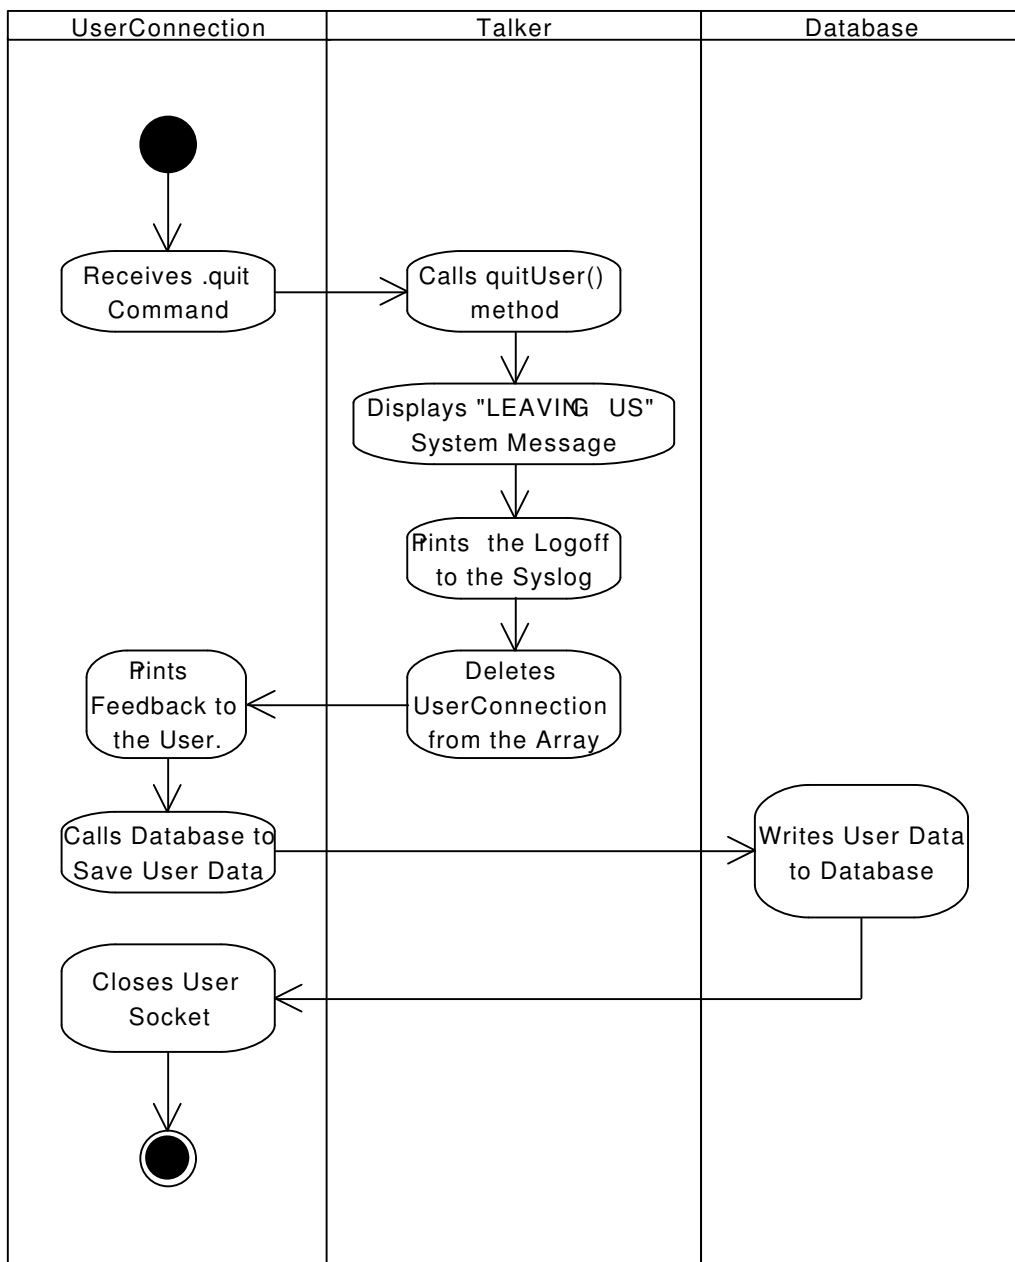 UserConnection
Talker
Database
Receives .quit
Command
Calls quitUser()
method
Displays "LEAVING US"
System Message
Prints the Logoff
to the Syslog
Prints
Feedback to
the User.
Deletes
UserConnection
from the Array
Calls Database to
Save User Data
Writes User Data
to Database
Closes User
Socket